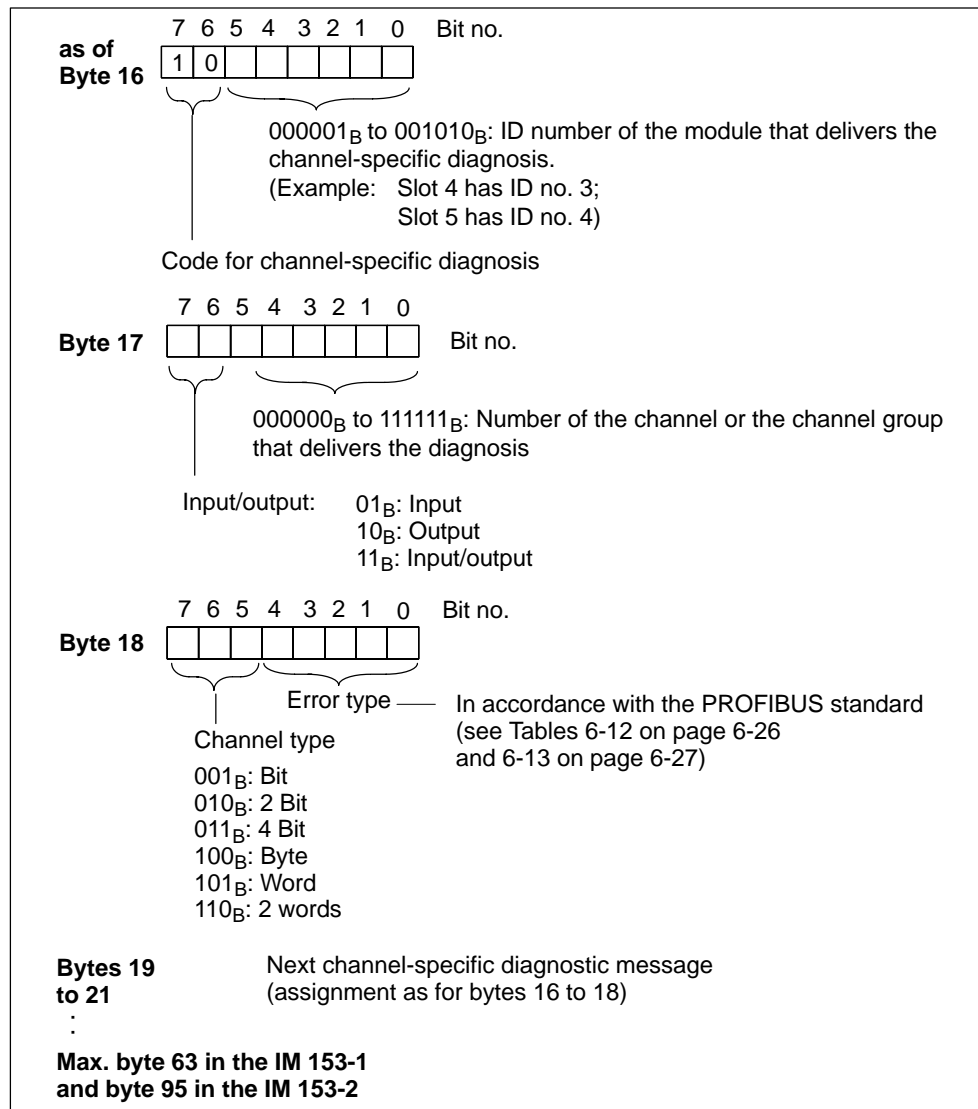 7 6 5 4 3 2 1 0 Bit no.
as of
Byte 16
1 0
000001B to 001010B: ID number of the module that delivers the
channel-specific diagnosis.
(Example: Slot 4 has ID no. 3;
Slot 5 has ID no. 4)
Code for channel-specific diagnosis
7 6 5 4 3 2 1 0
Byte 17 Bit no.
000000B to 111111B: Number of the channel or the channel group
that delivers the diagnosis
Input/output: 01B: Input
10B: Output
11B: Input/output
7 6 5 4 3 2 1 0 Bit no.
Byte 18
Error type In accordance with the PROFIBUS standard
(see Tables 6-12 on page 6-26
and 6-13 on page 6-27)
Channel type
001B: Bit
010B: 2 Bit
011B: 4 Bit
100B: Byte
101B: Word
110B: 2 words
Bytes 19 Next channel-specific diagnostic message
to 21 (assignment as for bytes 16 to 18)
:
Max. byte 63 in the IM 153-1
and byte 95 in the IM 153-2